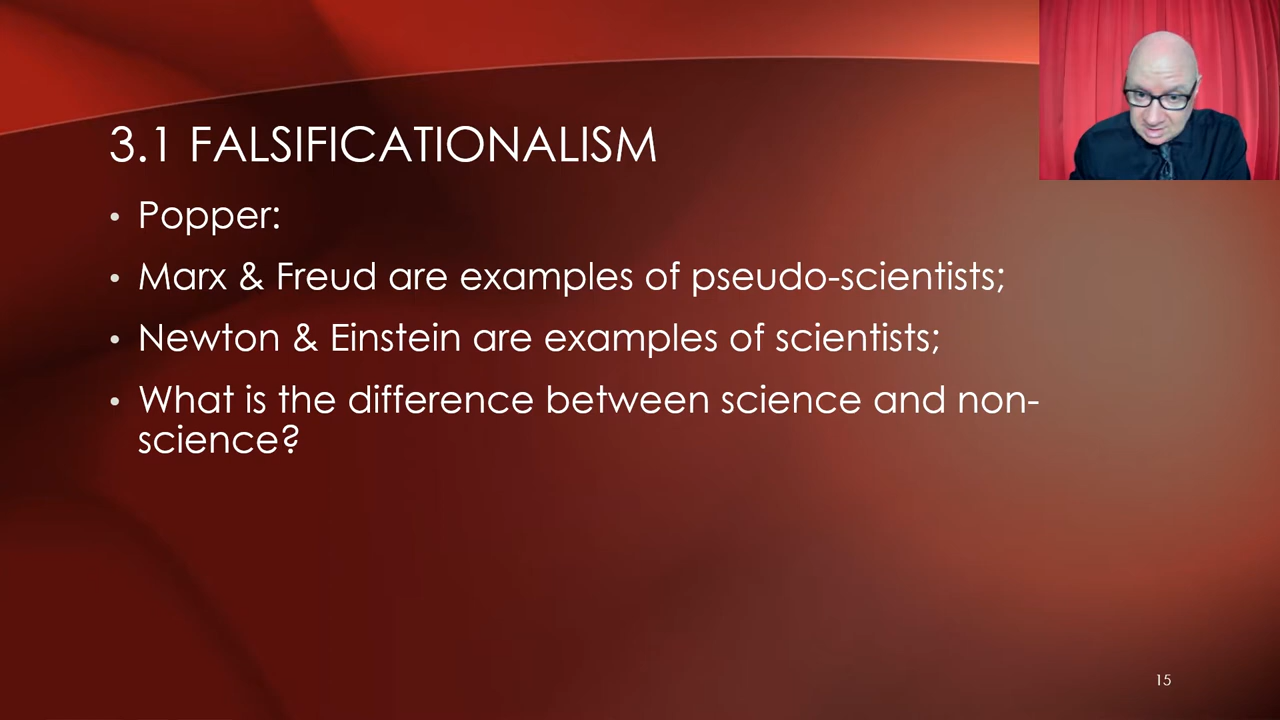 3.1 FALSIFICATIONALISM
• Popper:
• Marx & Freud are examples of pseudo-scientists;
• Newton & Einstein are examples of scientists;
• What is the difference between science and non-
science?
15